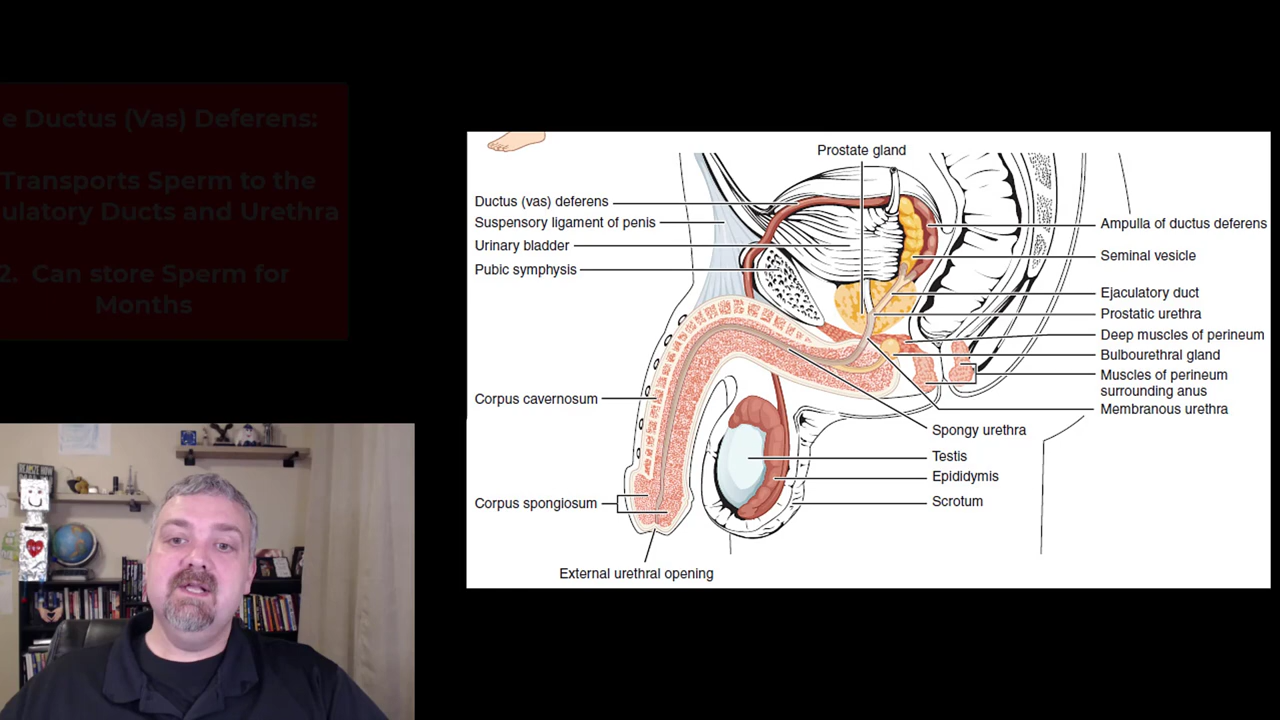 e Ductus (Vas) Deferens:
Transports Sperm to the
ulatory Ducts and Urethra
2. Can store Sperm for
Months
Prostate gland
Ductus (vas) deferens
Suspensory ligament of penis
Urinary bladder
Pubic symphysis
Corpus cavernosum
Corpus spongiosum
External urethral opening
Ampulla of ductus deferens
Seminal vesicle
Ejaculatory duct
Prostatic urethra
Deep muscles of perineum
Bulbourethral gland
Muscles of perineum
surrounding anus
Membranous urethra
Spongy urethra
Testis
Epididymis
Scrotum